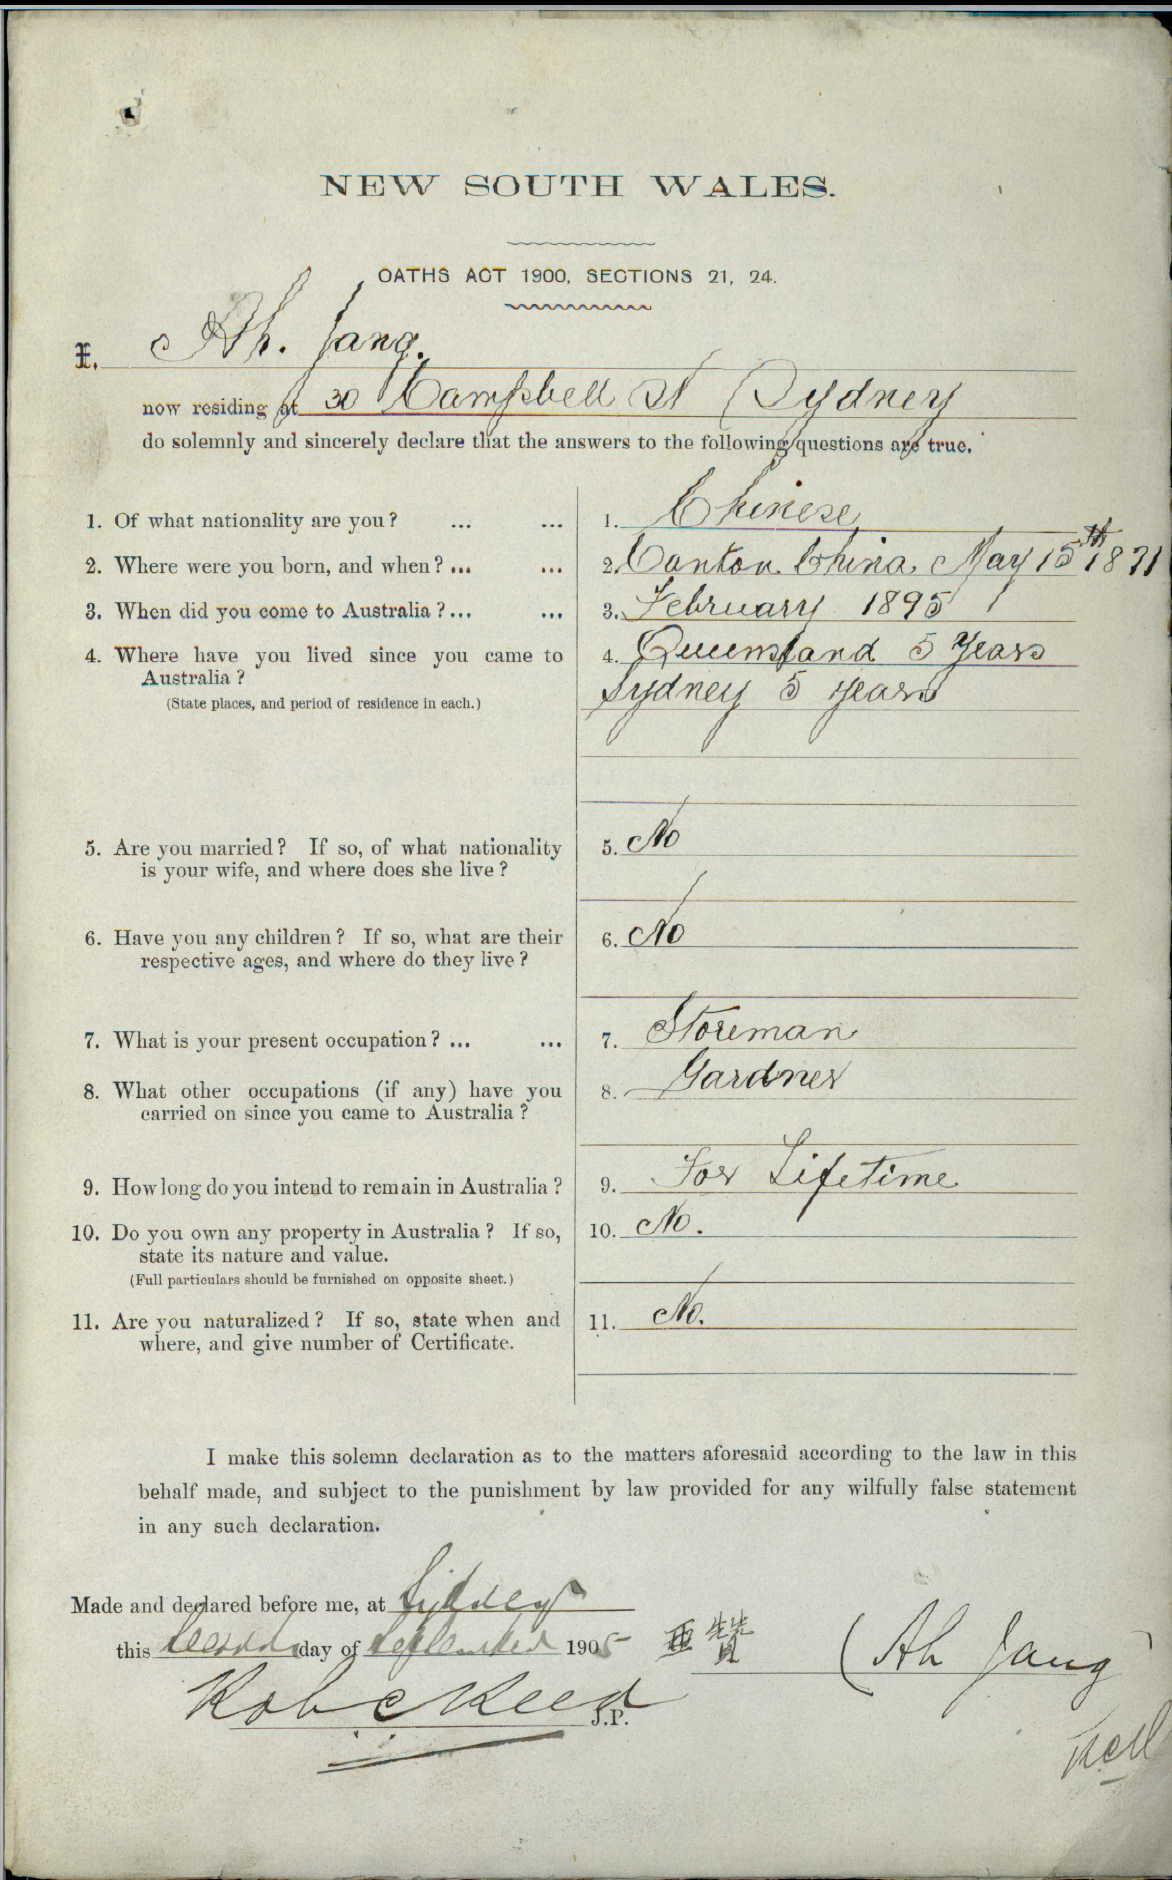 NEW SOUTH WALES.
OATHS ACT 1900, SECTIONS 21, 24.
I, Ah. Jang.
now residing at 30 Campbell St Sydney
do solemnly and sincerely declare that the answers to the following questions are true.
1. Of what nationality are you? ... ... 1. Chinese
2. Where were you born, and when? ... ... 2. Canton. China. May 15th 1871
3. When did you come to Australia? ... ... 3. February 1895
4. Where have you lived since you came to 4. Queensland 5 Years
Australia? Sydney 5 years
(State places, and period of residence in each.)
5. Are you married? If so, of what nationality 5. No
is your wife, and where does she live?
6. Have you any children? If so, what are their 6. No
respective ages, and where do they live?
7. What is your present occupation? ... ... 7. Storeman
8. What other occupations (if any) have you 8. Gardner
carried on since you came to Australia?
9. How long do you intend to remain in Australia? 9. For Lifetime
10. Do you own any property in Australia? If so, 10. No.
state its nature and value.
(Full particulars should be furnished on opposite sheet.)
11. Are you naturalized? If so, state when and 11. No.
where, and give number of Certificate.
I make this solemn declaration as to the matters aforesaid according to the law in this
behalf made, and subject to the punishment by law provided for any wilfully false statement
in any such declaration.
Made and declared before me, at Sydney
this second day of September 1905 亜賛 (Ah Jang
Robc Reed J.P.